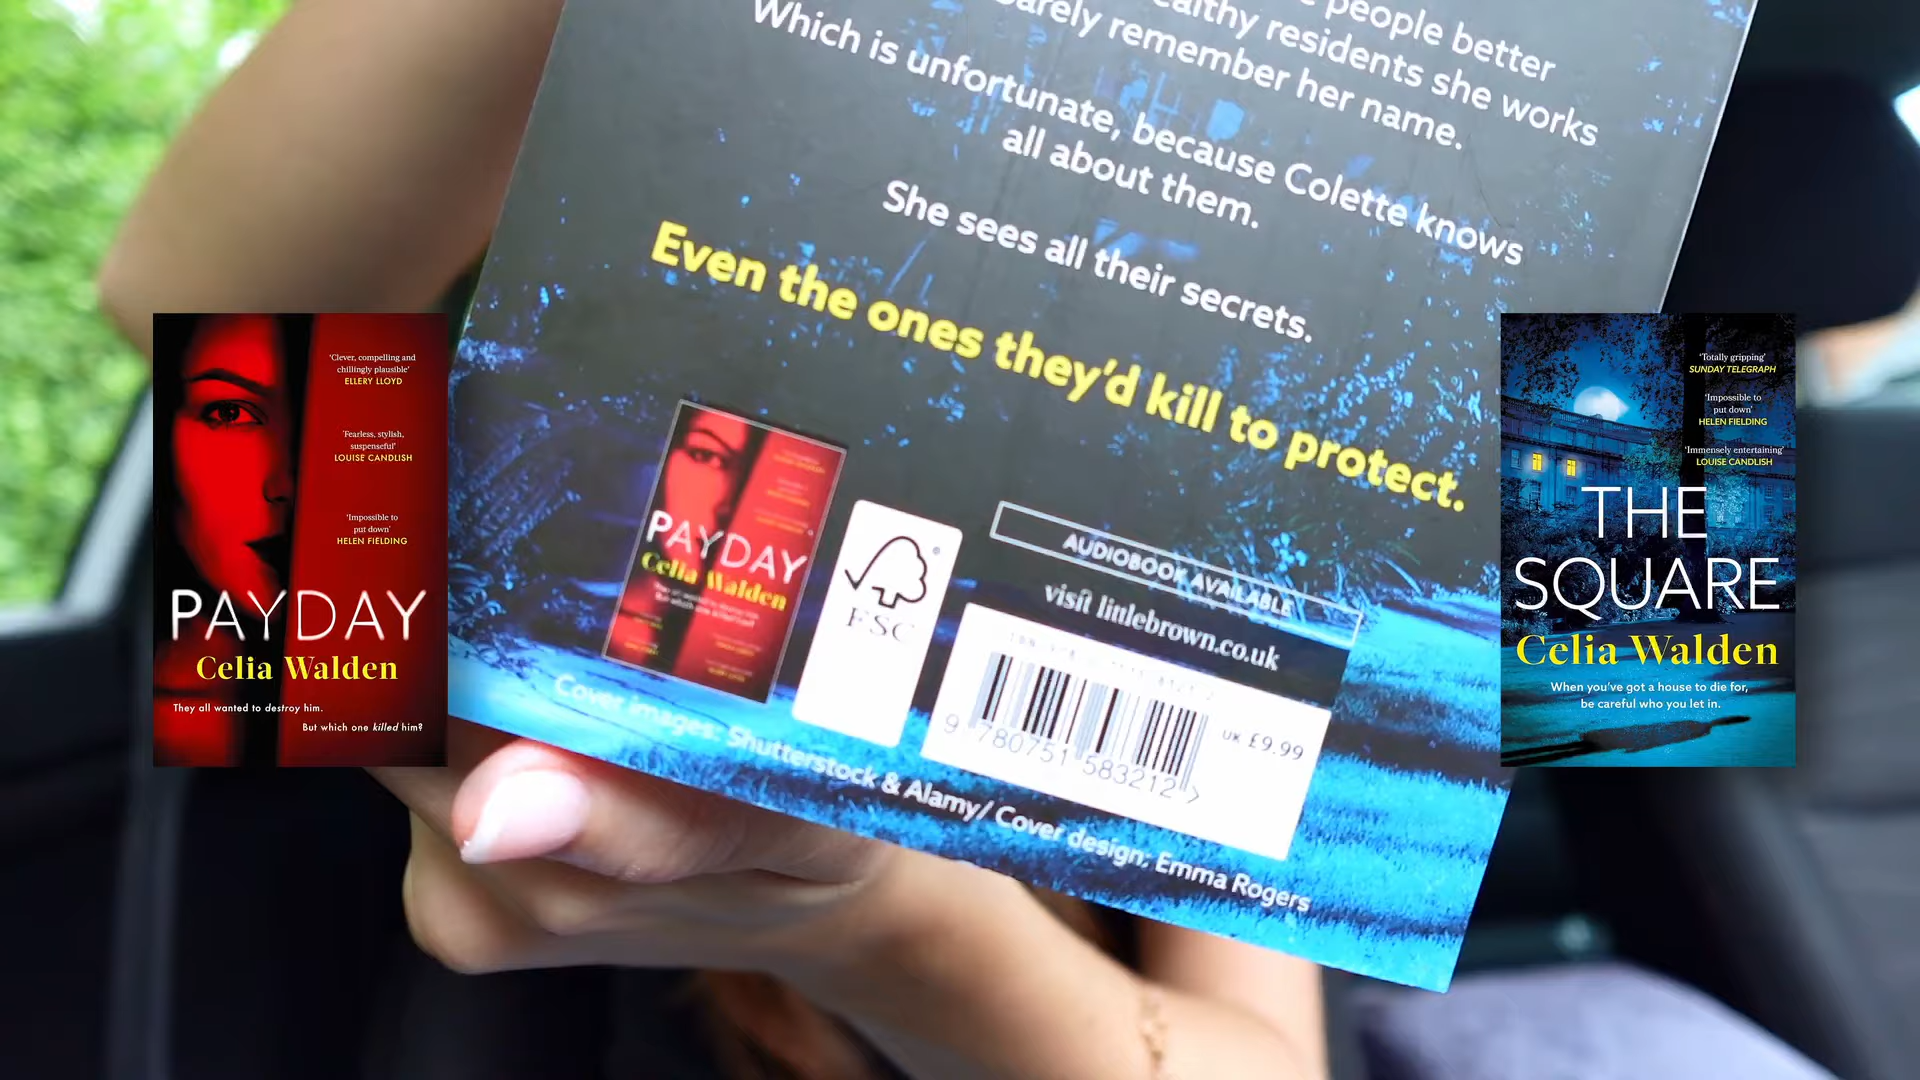 people better
ealthy residents she works
arely remember her name.
Which is unfortunate, because Colette knows
all about them.
She sees all their secrets.
Even the ones they'd kill to protect.
PAYDAY
Celia Walden
FSC
AUDIOBOOK AVAILABLE
visit littlebrown.co.uk
9 780751 583212 >
UK £9.99
Cover images: Shutterstock & Alamy/ Cover design: Emma Rogers
'Clever, compelling and
chillingly plausible'
ELLERY LLOYD
'Fearless, stylish,
suspenseful'
LOUISE CANDLISH
'Impossible to
put down'
HELEN FIELDING
PAYDAY
Celia Walden
They all wanted to destroy him.
But which one killed him?
'Totally gripping'
SUNDAY TELEGRAPH
'Impossible to
put down'
HELEN FIELDING
'Immensely entertaining'
LOUISE CANDLISH
THE
SQUARE
Celia Walden
When you've got a house to die for,
be careful who you let in.